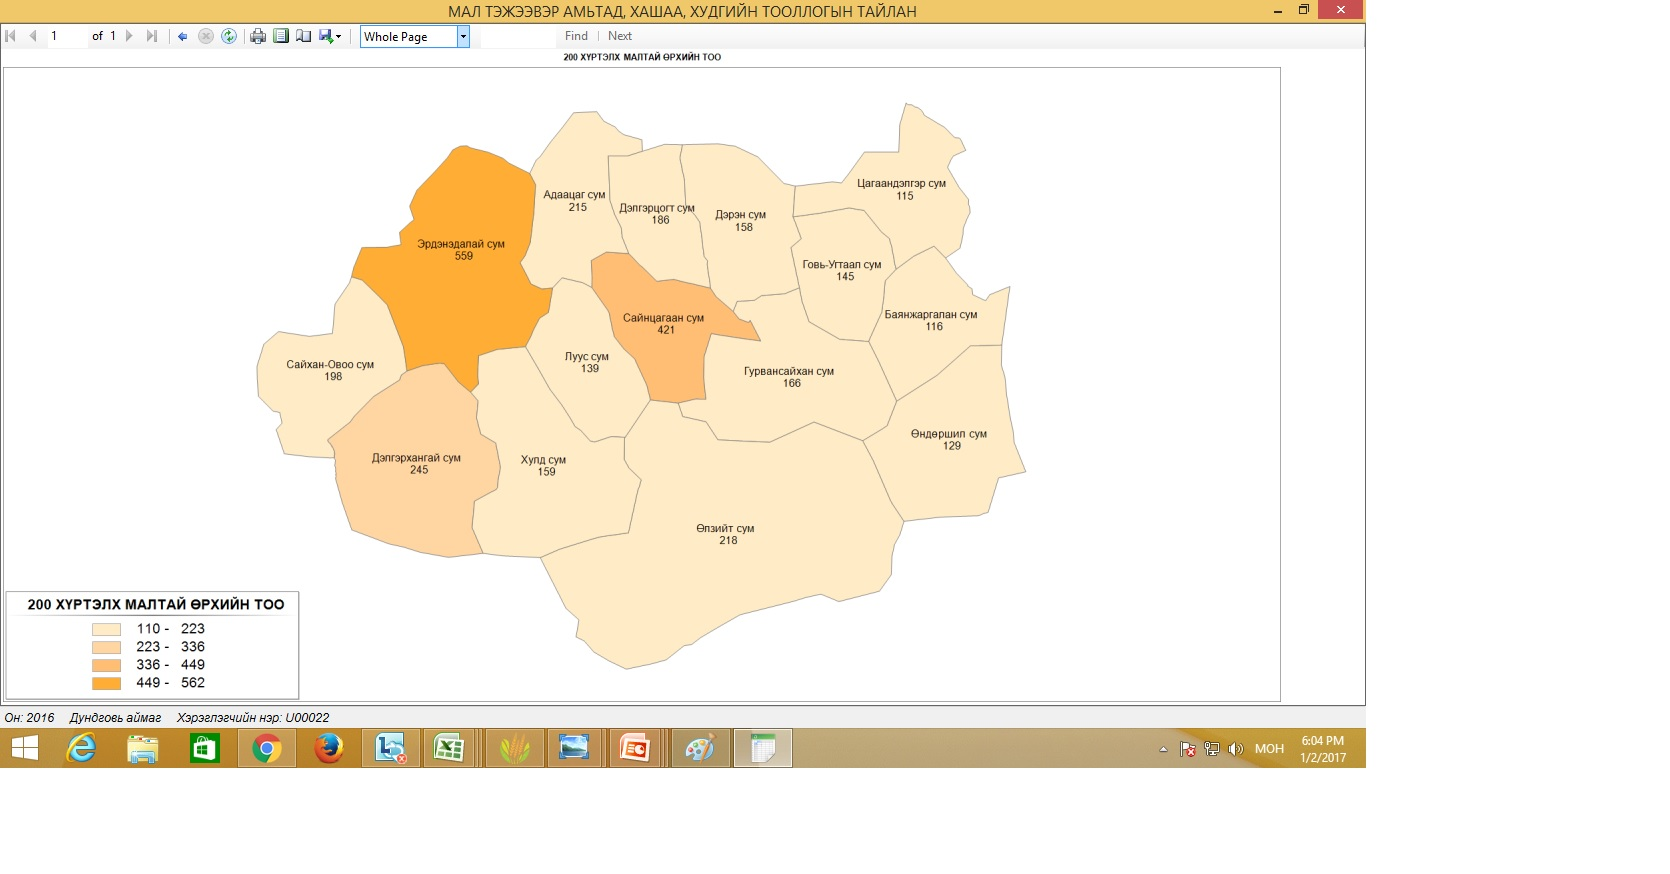 МАЛ ТЭЖЭЭВЭР АМЬТАД, ХАШАА, ХУДГИЙН ТООЛЛОГЫН ТАЙЛАН
1 of 1 Whole Page Find | Next
200 ХҮРТЭЛХ МАЛТАЙ ӨРХИЙН ТОО
Цагаандэлгэр сум
115
Адаацаг сум
215
Дэлгэрцогт сум
186
Дэрэн сум
158
Эрдэнэдалай сум
559
Говь-Угтаал сум
145
Сайнцагаан сум
421
Баянжаргалан сум
116
Луус сум
139
Сайхан-Овоо сум
198
Гурвансайхан сум
166
Өндөршил сум
129
Дэлгэрхангай сум
245
Хулд сум
159
Өлзийт сум
218
200 ХҮРТЭЛХ МАЛТАЙ ӨРХИЙН ТОО
110 - 223
223 - 336
336 - 449
449 - 562
Он: 2016 Дундговь аймаг Хэрэглэгчийн нэр: U00022
МОН
6:04 PM
1/2/2017